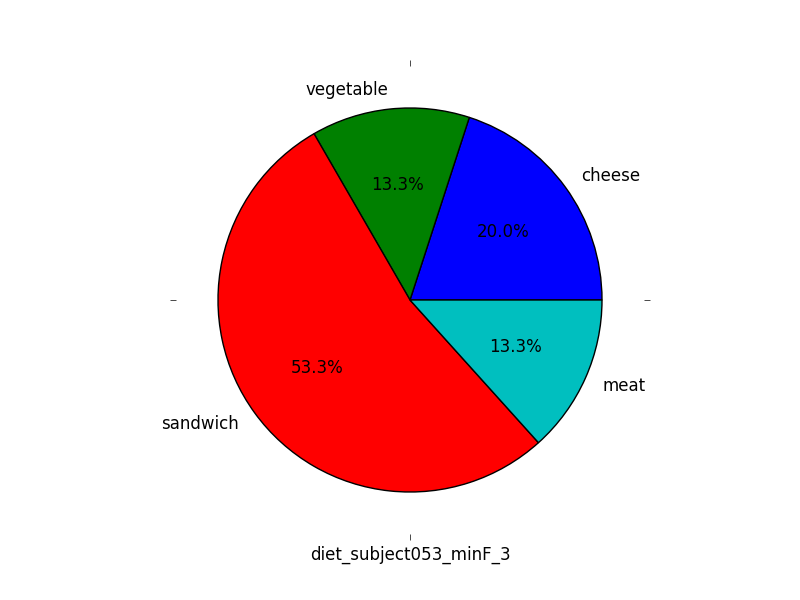 vegetable
cheese
13.3%
20.0%
13.3%
53.3%
meat
sandwich
diet_subject053_minF_3